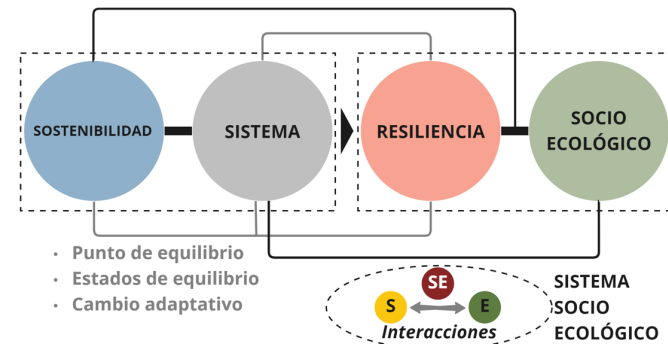 SOSTENIBILIDAD
SISTEMA
RESILIENCIA
SOCIO
ECOLÓGICO
· Punto de equilibrio
· Estados de equilibrio
· Cambio adaptativo
SE
S
E
Interacciones
SISTEMA
SOCIO
ECOLÓGICO